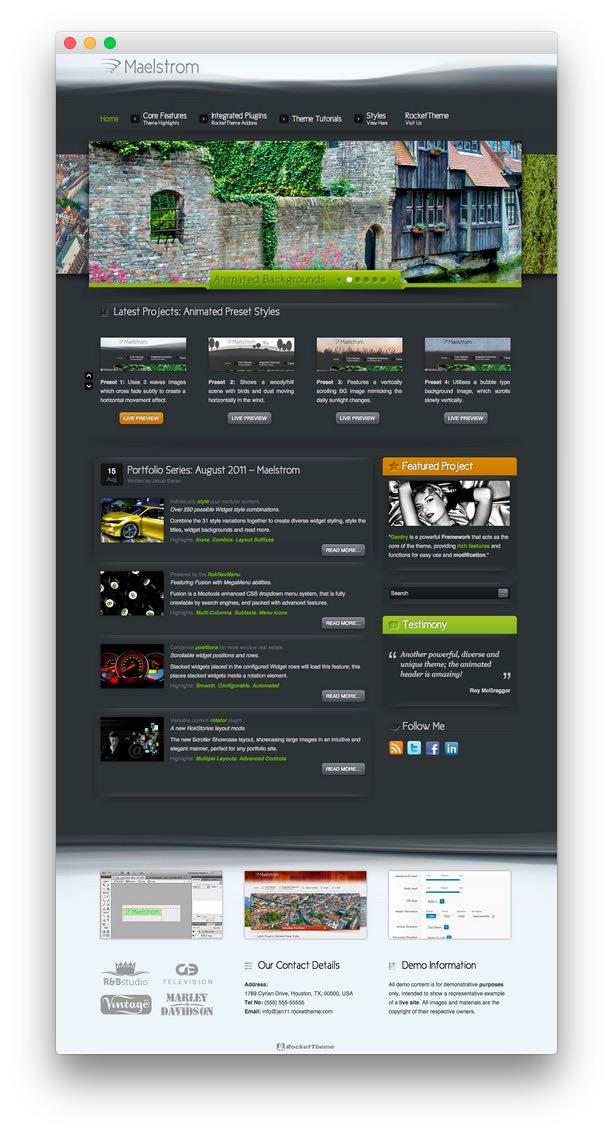 Maelstrom
Home
Core Features
Theme Highlights
Integrated Plugins
RocketTheme Addons
Theme Tutorials
Styles
View Here
RocketTheme
Visit Us
Animated Backgrounds
Latest Projects: Animated Preset Styles
Preset 1: Uses 3 waves images
which cross fade subtly to create a
horizontal movement effect.
LIVE PREVIEW
Preset 2: Shows a woody/hill
scene with birds and dust moving
horizontally in the wind.
LIVE PREVIEW
Preset 3: Features a vertically
scrolling BG image mimicking the
daily sunlight changes.
LIVE PREVIEW
Preset 4: Utilises a bubble type
background image, which scrolls
slowly vertically.
LIVE PREVIEW
15
Aug
Portfolio Series: August 2011 – Maelstrom
Written by Jakub Baran
Individually style your modular content.
Over 250 possible Widget style combinations.
Combine the 31 style variations together to create diverse widget styling, style the
titles, widget backgrounds and read more.
Highlights: Icons, Combos, Layout Suffixes
READ MORE...
Powered by the RokNavMenu
Featuring Fusion with MegaMenu abilities.
Fusion is a Mootools enhanced CSS dropdown menu system, that is fully
crawlable by search engines, and packed with advanced features.
Highlights: Multi-Columns, Subtexts, Menu Icons
READ MORE...
Condense positions for more window real estate.
Scrollable widget positions and rows.
Stacked widgets placed in the configured Widget rows will load this feature; this
places stacked widgets inside a rotation element.
Highlights: Smooth, Configurable, Automated
READ MORE...
Versatile content rotator plugin.
A new RokStories layout mode.
The new Scroller Showcase layout, showcasing large images in an intuitive and
elegant manner, perfect for any portfolio site.
Highlights: Multiple Layouts, Advanced Controls
READ MORE...
Featured Project
"Gantry is a powerful Framework that acts as the
core of the theme, providing rich features and
functions for easy use and modification."
Search
Testimony
“ Another powerful, diverse and
unique theme; the animated
header is amazing! ”
Roy McGreggor
Follow Me
Maelstrom
R&Bstudio
TELEVISION
Vintage
MARLEY
& DAVIDSON
Our Contact Details
Address:
1789 Cyrian Drive, Houston, TX, 00000, USA
Tel No: (555) 555-55555
Email: info@jan11.rockettheme.com
Demo Information
All demo content is for demonstrative purposes
only, intended to show a representative example
of a live site. All images and materials are the
copyright of their respective owners.
RocketTheme